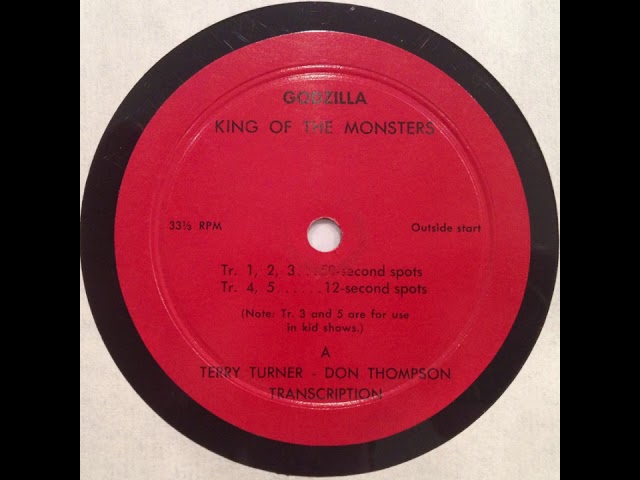 GODZILLA
KING OF THE MONSTERS
33⅓ RPM
Outside start
Tr. 1, 2, 3 . . . 50-second spots
Tr. 4, 5 . . . . . . 12-second spots
(Note: Tr. 3 and 5 are for use
in kid shows.)
A
TERRY TURNER - DON THOMPSON
TRANSCRIPTION